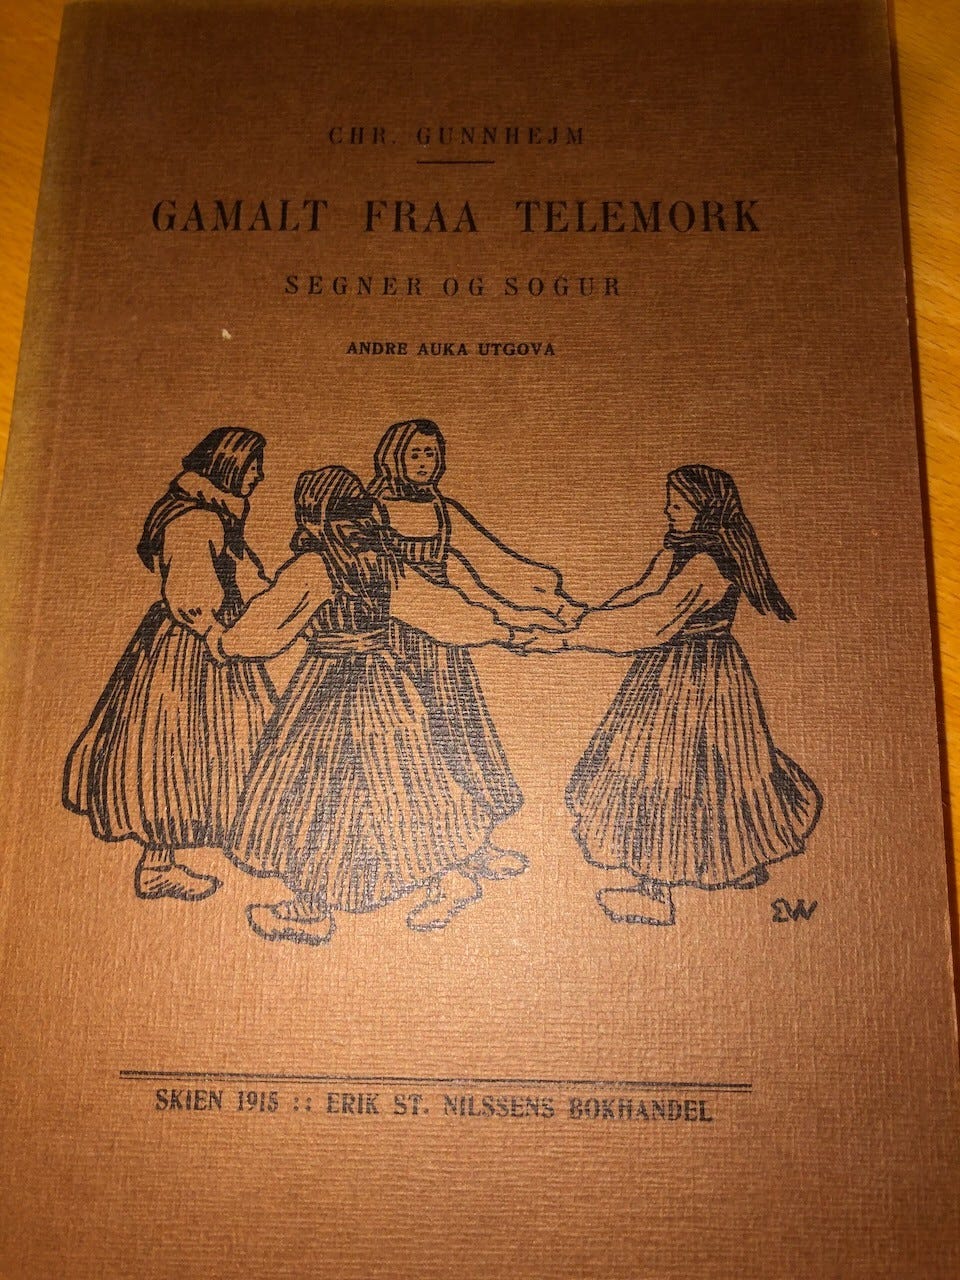 CHR. GUNNHEJM
GAMALT FRAA TELEMORK
SEGNER OG SOGUR
ANDRE AUKA UTGOVA
EW
SKIEN 1915 :: ERIK ST. NILSSENS BOKHANDEL